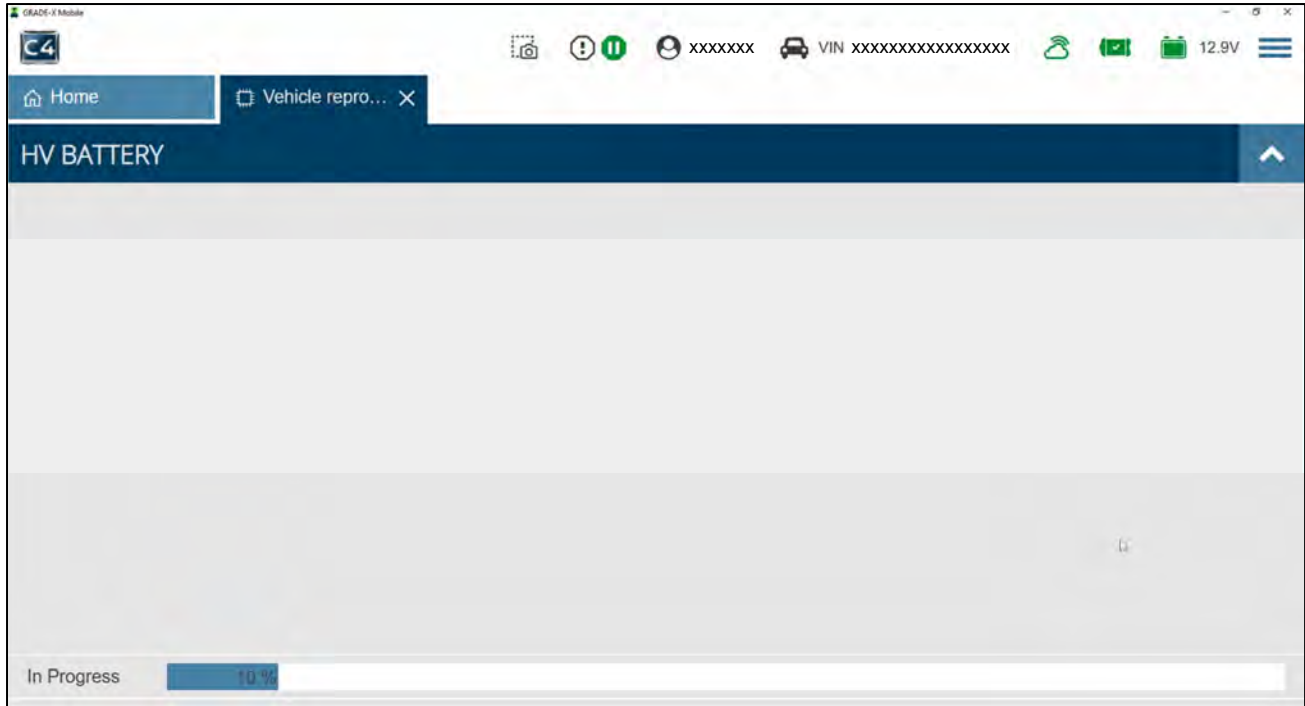 GRADE-X Mobile
C4 xxxxxxx VIN xxxxxxxxxxxxxxxxx 12.9V
Home Vehicle repro...
HV BATTERY
In Progress 10 %